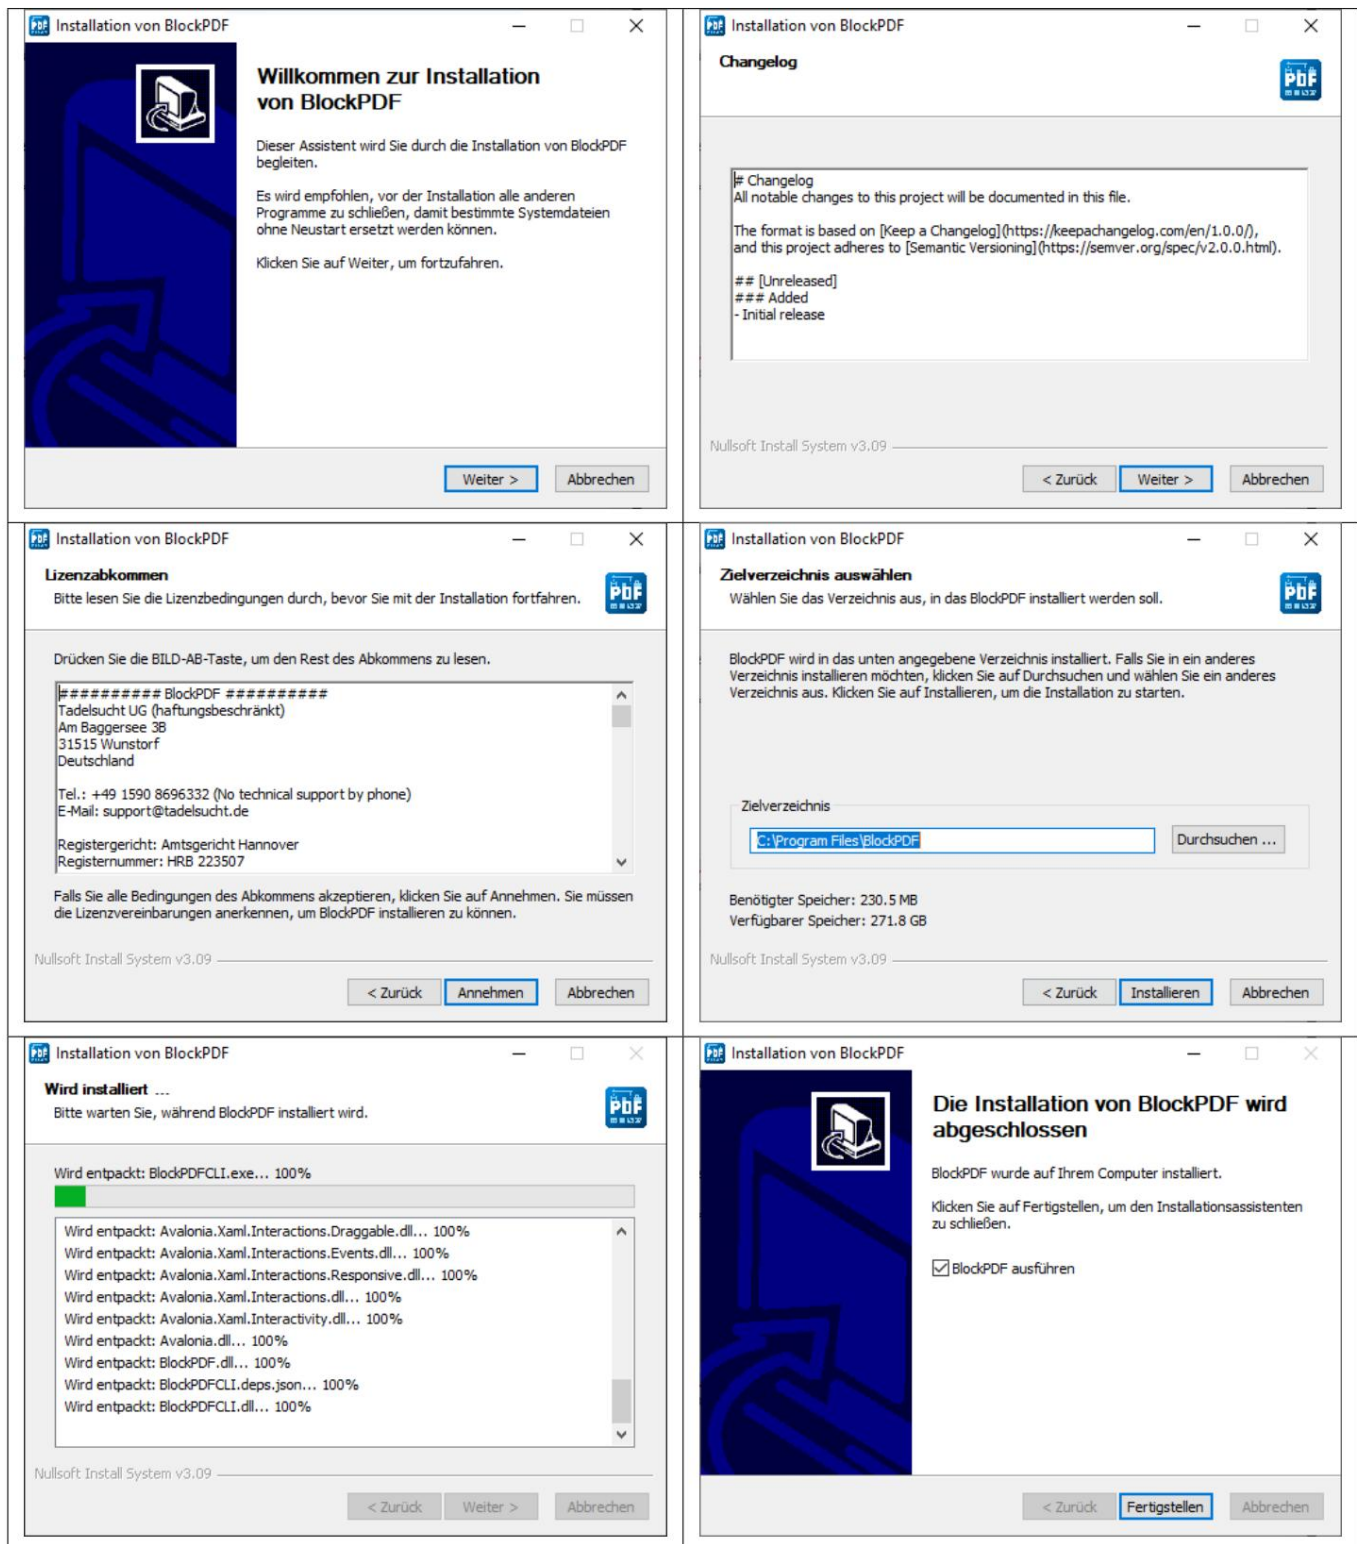 Installation von BlockPDF
Willkommen zur Installation
von BlockPDF
Dieser Assistent wird Sie durch die Installation von BlockPDF
begleiten.
Es wird empfohlen, vor der Installation alle anderen
Programme zu schließen, damit bestimmte Systemdateien
ohne Neustart ersetzt werden können.
Klicken Sie auf Weiter, um fortzufahren.
Weiter >
Abbrechen
Installation von BlockPDF
Changelog
PDF
# Changelog
All notable changes to this project will be documented in this file.
The format is based on [Keep a Changelog](https://keepachangelog.com/en/1.0.0/),
and this project adheres to [Semantic Versioning](https://semver.org/spec/v2.0.0.html).
## [Unreleased]
### Added
- Initial release
Nullsoft Install System v3.09
< Zurück
Weiter >
Abbrechen
Installation von BlockPDF
Lizenzabkommen
Bitte lesen Sie die Lizenzbedingungen durch, bevor Sie mit der Installation fortfahren.
PDF
Drücken Sie die BILD-AB-Taste, um den Rest des Abkommens zu lesen.
########## BlockPDF ##########
Tadelsucht UG (haftungsbeschränkt)
Am Baggersee 3B
31515 Wunstorf
Deutschland
Tel.: +49 1590 8696332 (No technical support by phone)
E-Mail: support@tadelsucht.de
Registergericht: Amtsgericht Hannover
Registernummer: HRB 223507
Falls Sie alle Bedingungen des Abkommens akzeptieren, klicken Sie auf Annehmen. Sie müssen
die Lizenzvereinbarungen anerkennen, um BlockPDF installieren zu können.
Nullsoft Install System v3.09
< Zurück
Annehmen
Abbrechen
Installation von BlockPDF
Zielverzeichnis auswählen
Wählen Sie das Verzeichnis aus, in das BlockPDF installiert werden soll.
PDF
BlockPDF wird in das unten angegebene Verzeichnis installiert. Falls Sie in ein anderes
Verzeichnis installieren möchten, klicken Sie auf Durchsuchen und wählen Sie ein anderes
Verzeichnis aus. Klicken Sie auf Installieren, um die Installation zu starten.
Zielverzeichnis
C:\Program Files\BlockPDF
Durchsuchen ...
Benötigter Speicher: 230.5 MB
Verfügbarer Speicher: 271.8 GB
Nullsoft Install System v3.09
< Zurück
Installieren
Abbrechen
Installation von BlockPDF
Wird installiert ...
Bitte warten Sie, während BlockPDF installiert wird.
PDF
Wird entpackt: BlockPDFCLI.exe... 100%
Wird entpackt: Avalonia.Xaml.Interactions.Draggable.dll... 100%
Wird entpackt: Avalonia.Xaml.Interactions.Events.dll... 100%
Wird entpackt: Avalonia.Xaml.Interactions.Responsive.dll... 100%
Wird entpackt: Avalonia.Xaml.Interactions.dll... 100%
Wird entpackt: Avalonia.Xaml.Interactivity.dll... 100%
Wird entpackt: Avalonia.dll... 100%
Wird entpackt: BlockPDF.dll... 100%
Wird entpackt: BlockPDFCLI.deps.json... 100%
Wird entpackt: BlockPDFCLI.dll... 100%
Nullsoft Install System v3.09
< Zurück
Weiter >
Abbrechen
Installation von BlockPDF
Die Installation von BlockPDF wird
abgeschlossen
BlockPDF wurde auf Ihrem Computer installiert.
Klicken Sie auf Fertigstellen, um den Installationsassistenten
zu schließen.
BlockPDF ausführen
< Zurück
Fertigstellen
Abbrechen